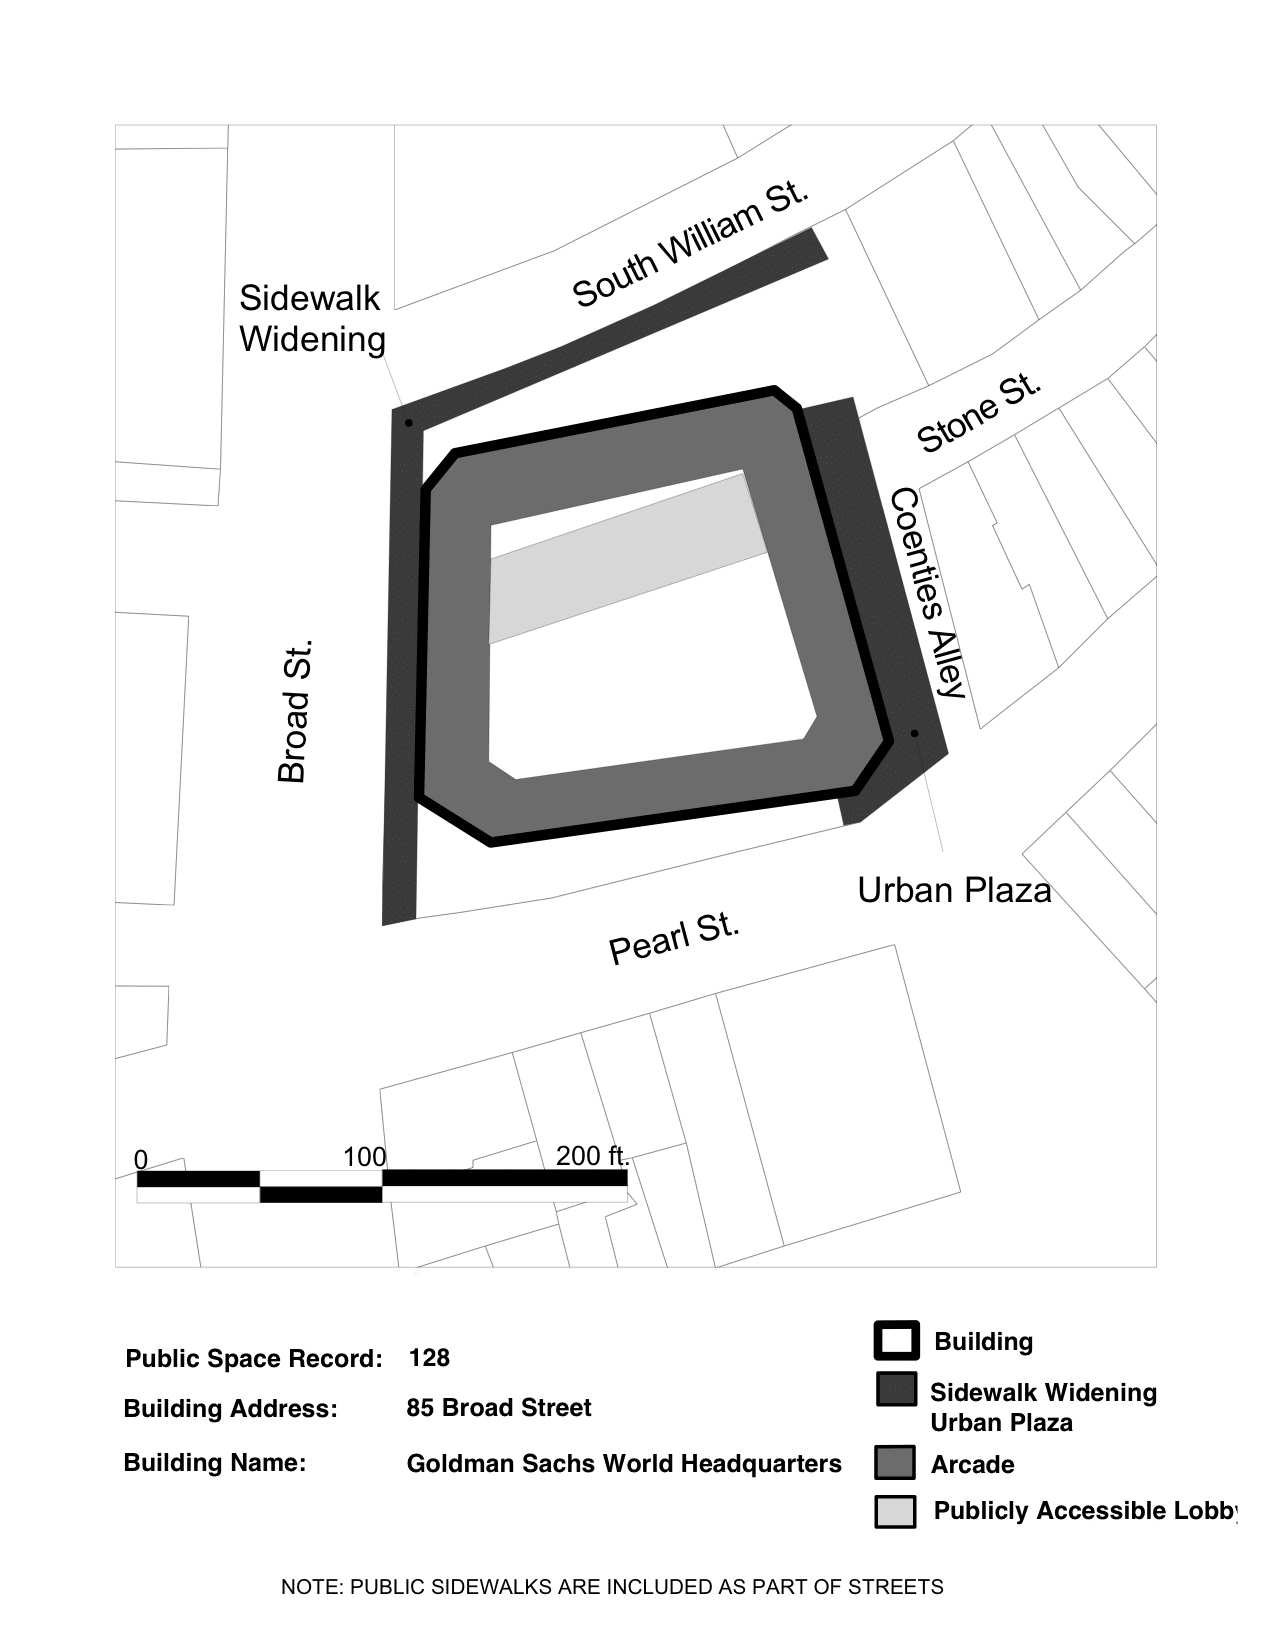 South William St.
Sidewalk
Widening
Stone St.
Coenties Alley
Broad St.
Urban Plaza
Pearl St.
0 100 200 ft.
Public Space Record: 128
Building Address: 85 Broad Street
Building Name: Goldman Sachs World Headquarters
Building
Sidewalk Widening
Urban Plaza
Arcade
Publicly Accessible Lobby
NOTE: PUBLIC SIDEWALKS ARE INCLUDED AS PART OF STREETS